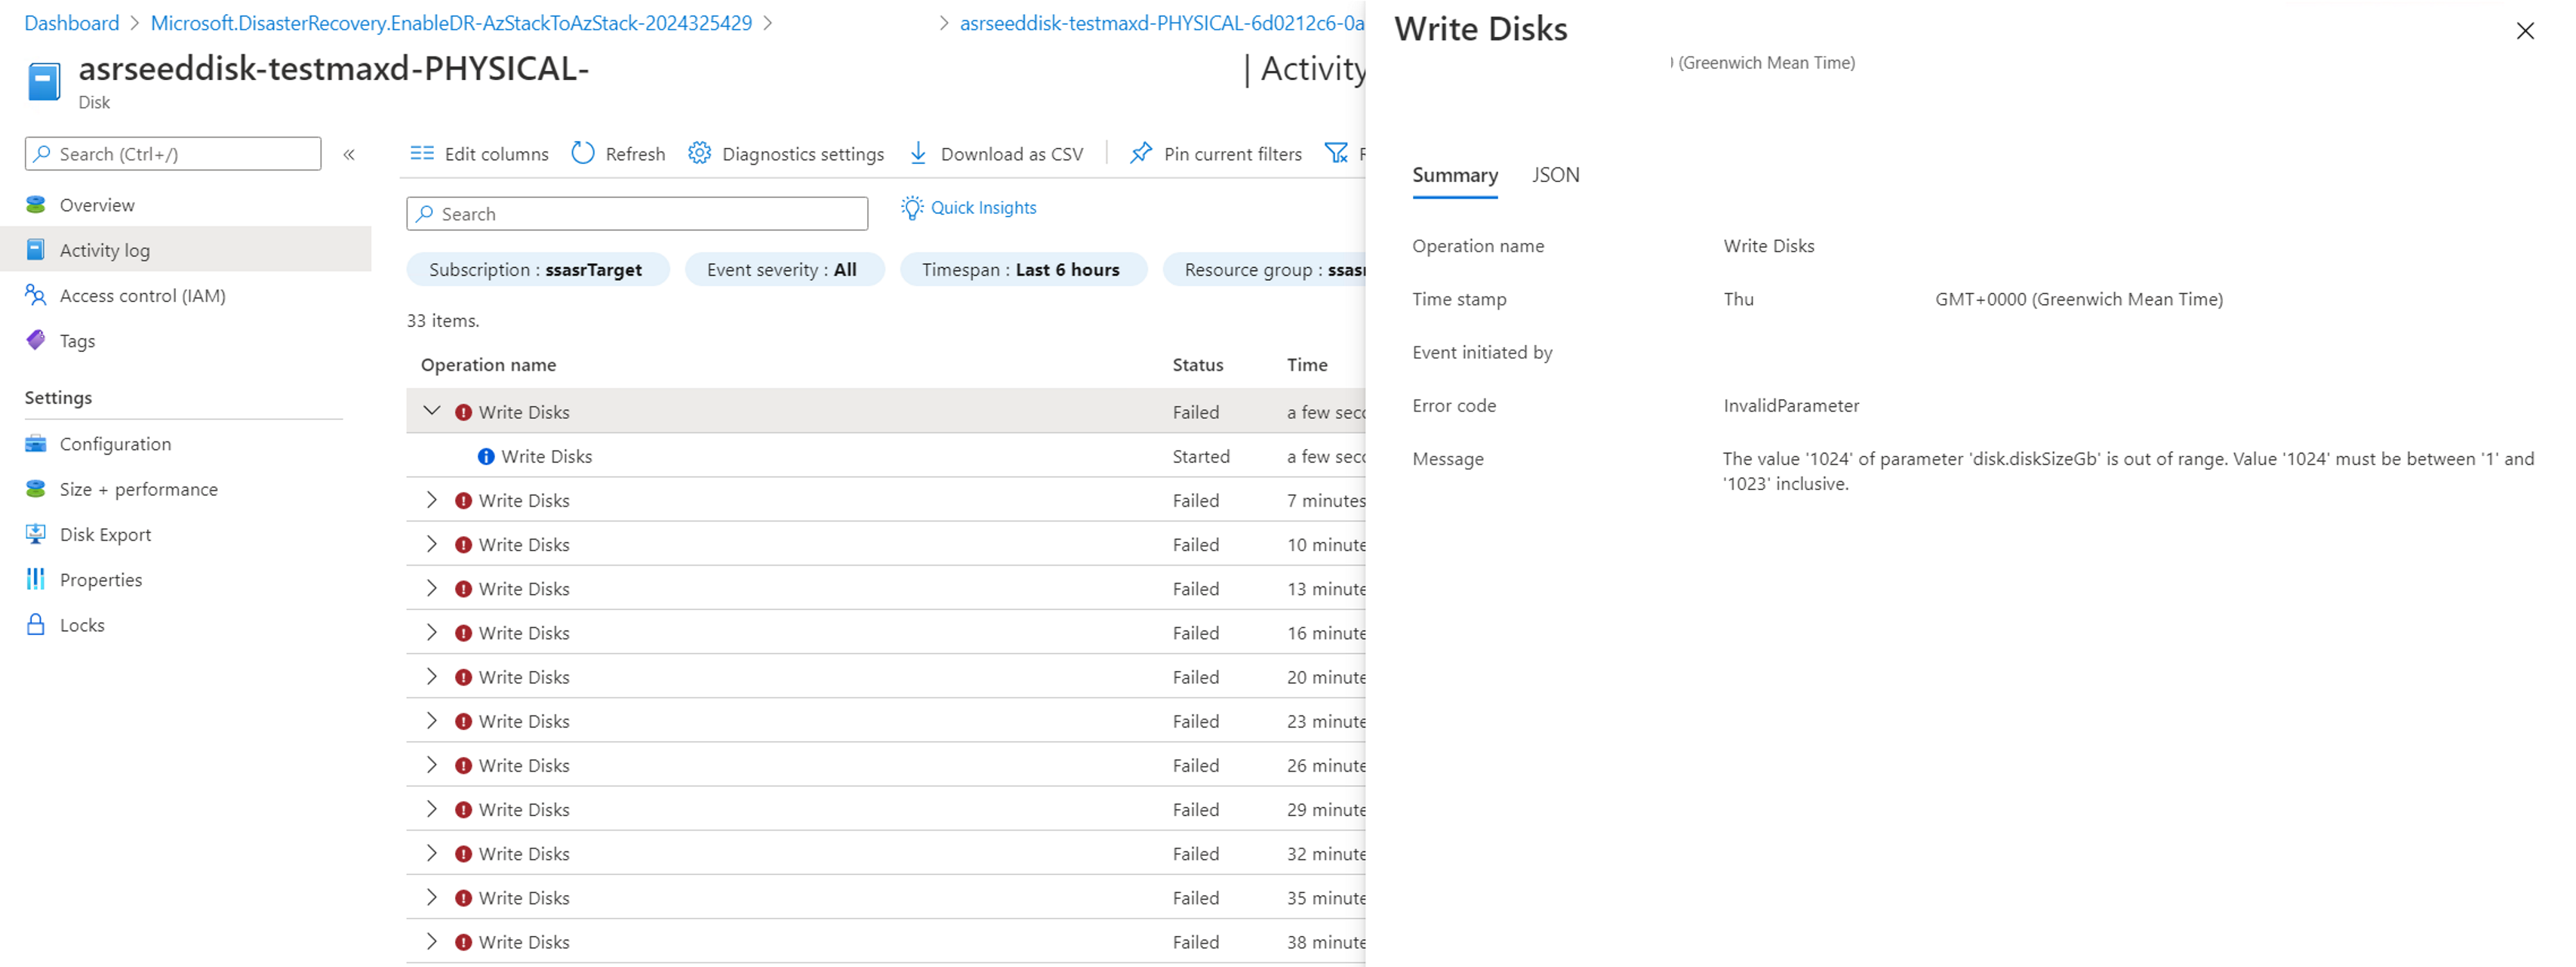 Dashboard > Microsoft.DisasterRecovery.EnableDR-AzStackToAzStack-2024325429 > > asrseeddisk-testmaxd-PHYSICAL-6d0212c6-0a
asrseeddisk-testmaxd-PHYSICAL- | Activity
Disk
Search (Ctrl+/)
Overview
Activity log
Access control (IAM)
Tags
Settings
Configuration
Size + performance
Disk Export
Properties
Locks
Edit columns Refresh Diagnostics settings Download as CSV Pin current filters
Search Quick Insights
Subscription : ssasrTarget Event severity : All Timespan : Last 6 hours Resource group : ssasr
33 items.
Operation name Status Time
Write Disks Failed a few sec
Write Disks Started a few sec
Write Disks Failed 7 minutes
Write Disks Failed 10 minute
Write Disks Failed 13 minute
Write Disks Failed 16 minute
Write Disks Failed 20 minute
Write Disks Failed 23 minute
Write Disks Failed 26 minute
Write Disks Failed 29 minute
Write Disks Failed 32 minute
Write Disks Failed 35 minute
Write Disks Failed 38 minute
Write Disks
(Greenwich Mean Time)
Summary JSON
Operation name Write Disks
Time stamp Thu GMT+0000 (Greenwich Mean Time)
Event initiated by
Error code InvalidParameter
Message The value '1024' of parameter 'disk.diskSizeGb' is out of range. Value '1024' must be between '1' and
'1023' inclusive.